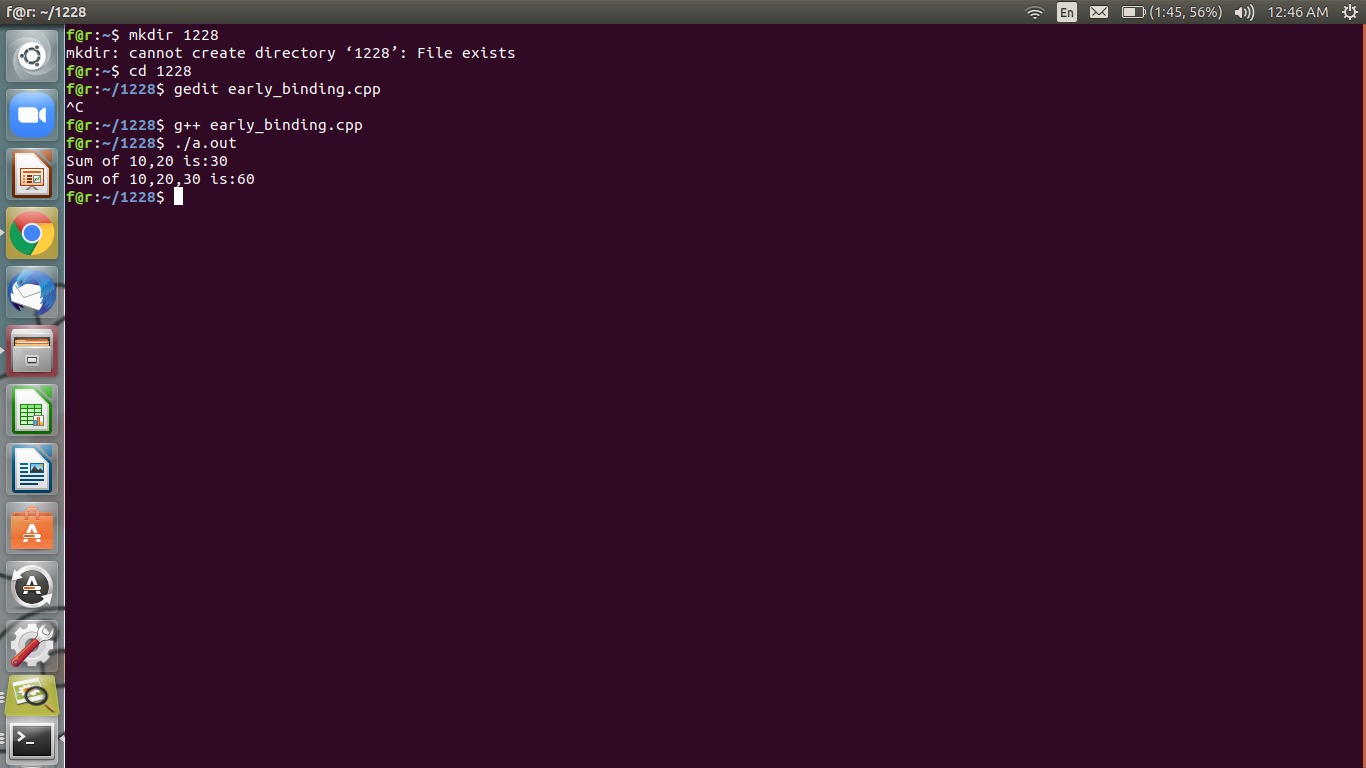 f@r: ~/1228
En
(1:45, 56%)
12:46 AM
f@r:~$ mkdir 1228
mkdir: cannot create directory ‘1228’: File exists
f@r:~$ cd 1228
f@r:~/1228$ gedit early_binding.cpp
^C
f@r:~/1228$ g++ early_binding.cpp
f@r:~/1228$ ./a.out
Sum of 10,20 is:30
Sum of 10,20,30 is:60
f@r:~/1228$